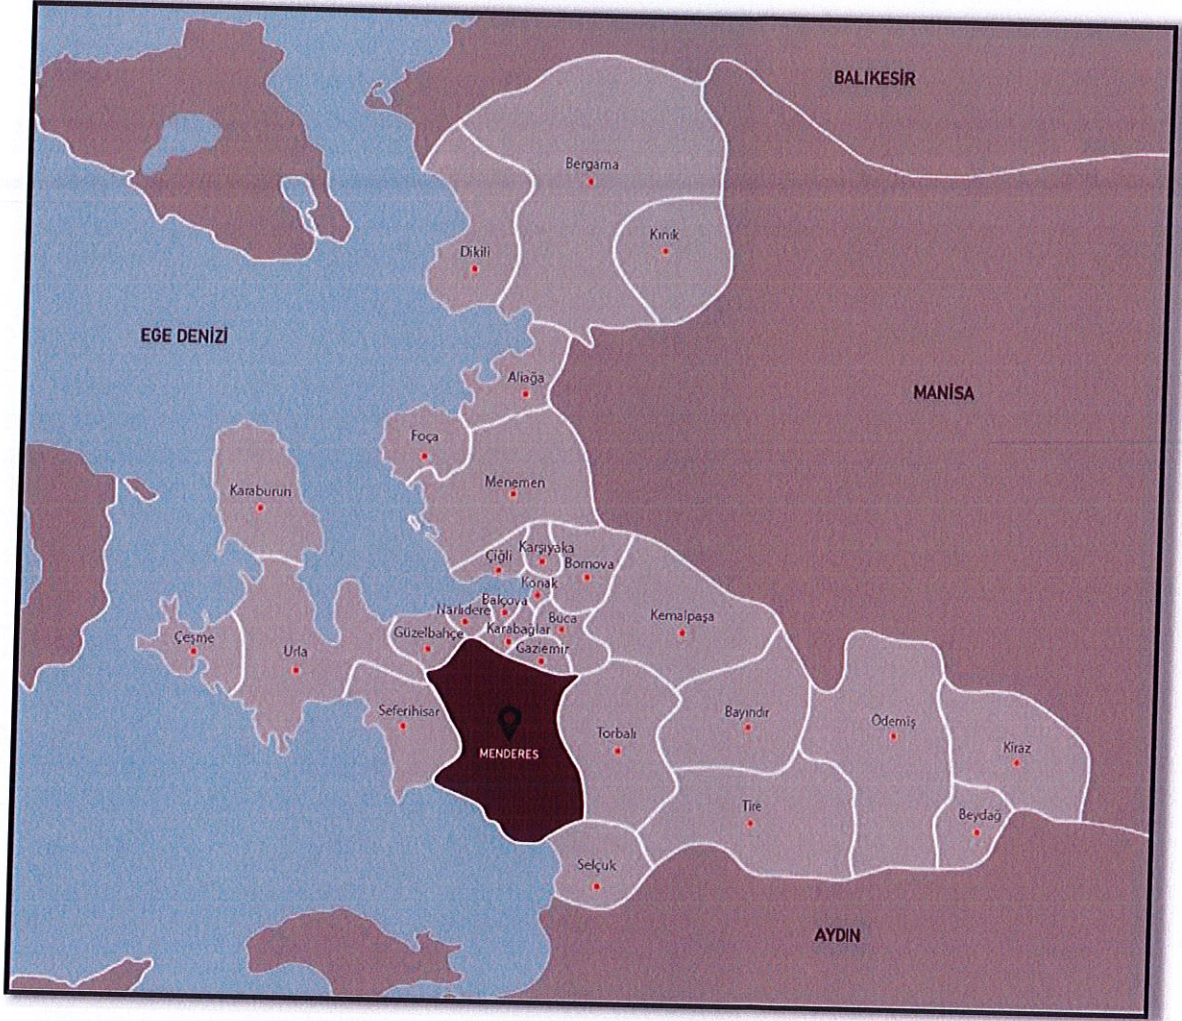 BALIKESİR
Bergama
Kınık
Dikili
EGE DENİZİ
Aliağa
MANİSA
Foça
Menemen
Karaburun
Çiğli
Karşıyaka
Bornova
Konak
Balçova
Narlıdere
Buca
Kemalpaşa
Karabağlar
Güzelbahçe
Gaziemir
Çeşme
Urla
Seferihisar
MENDERES
Torbalı
Bayındır
Ödemiş
Kiraz
Tire
Beydağ
Selçuk
AYDIN